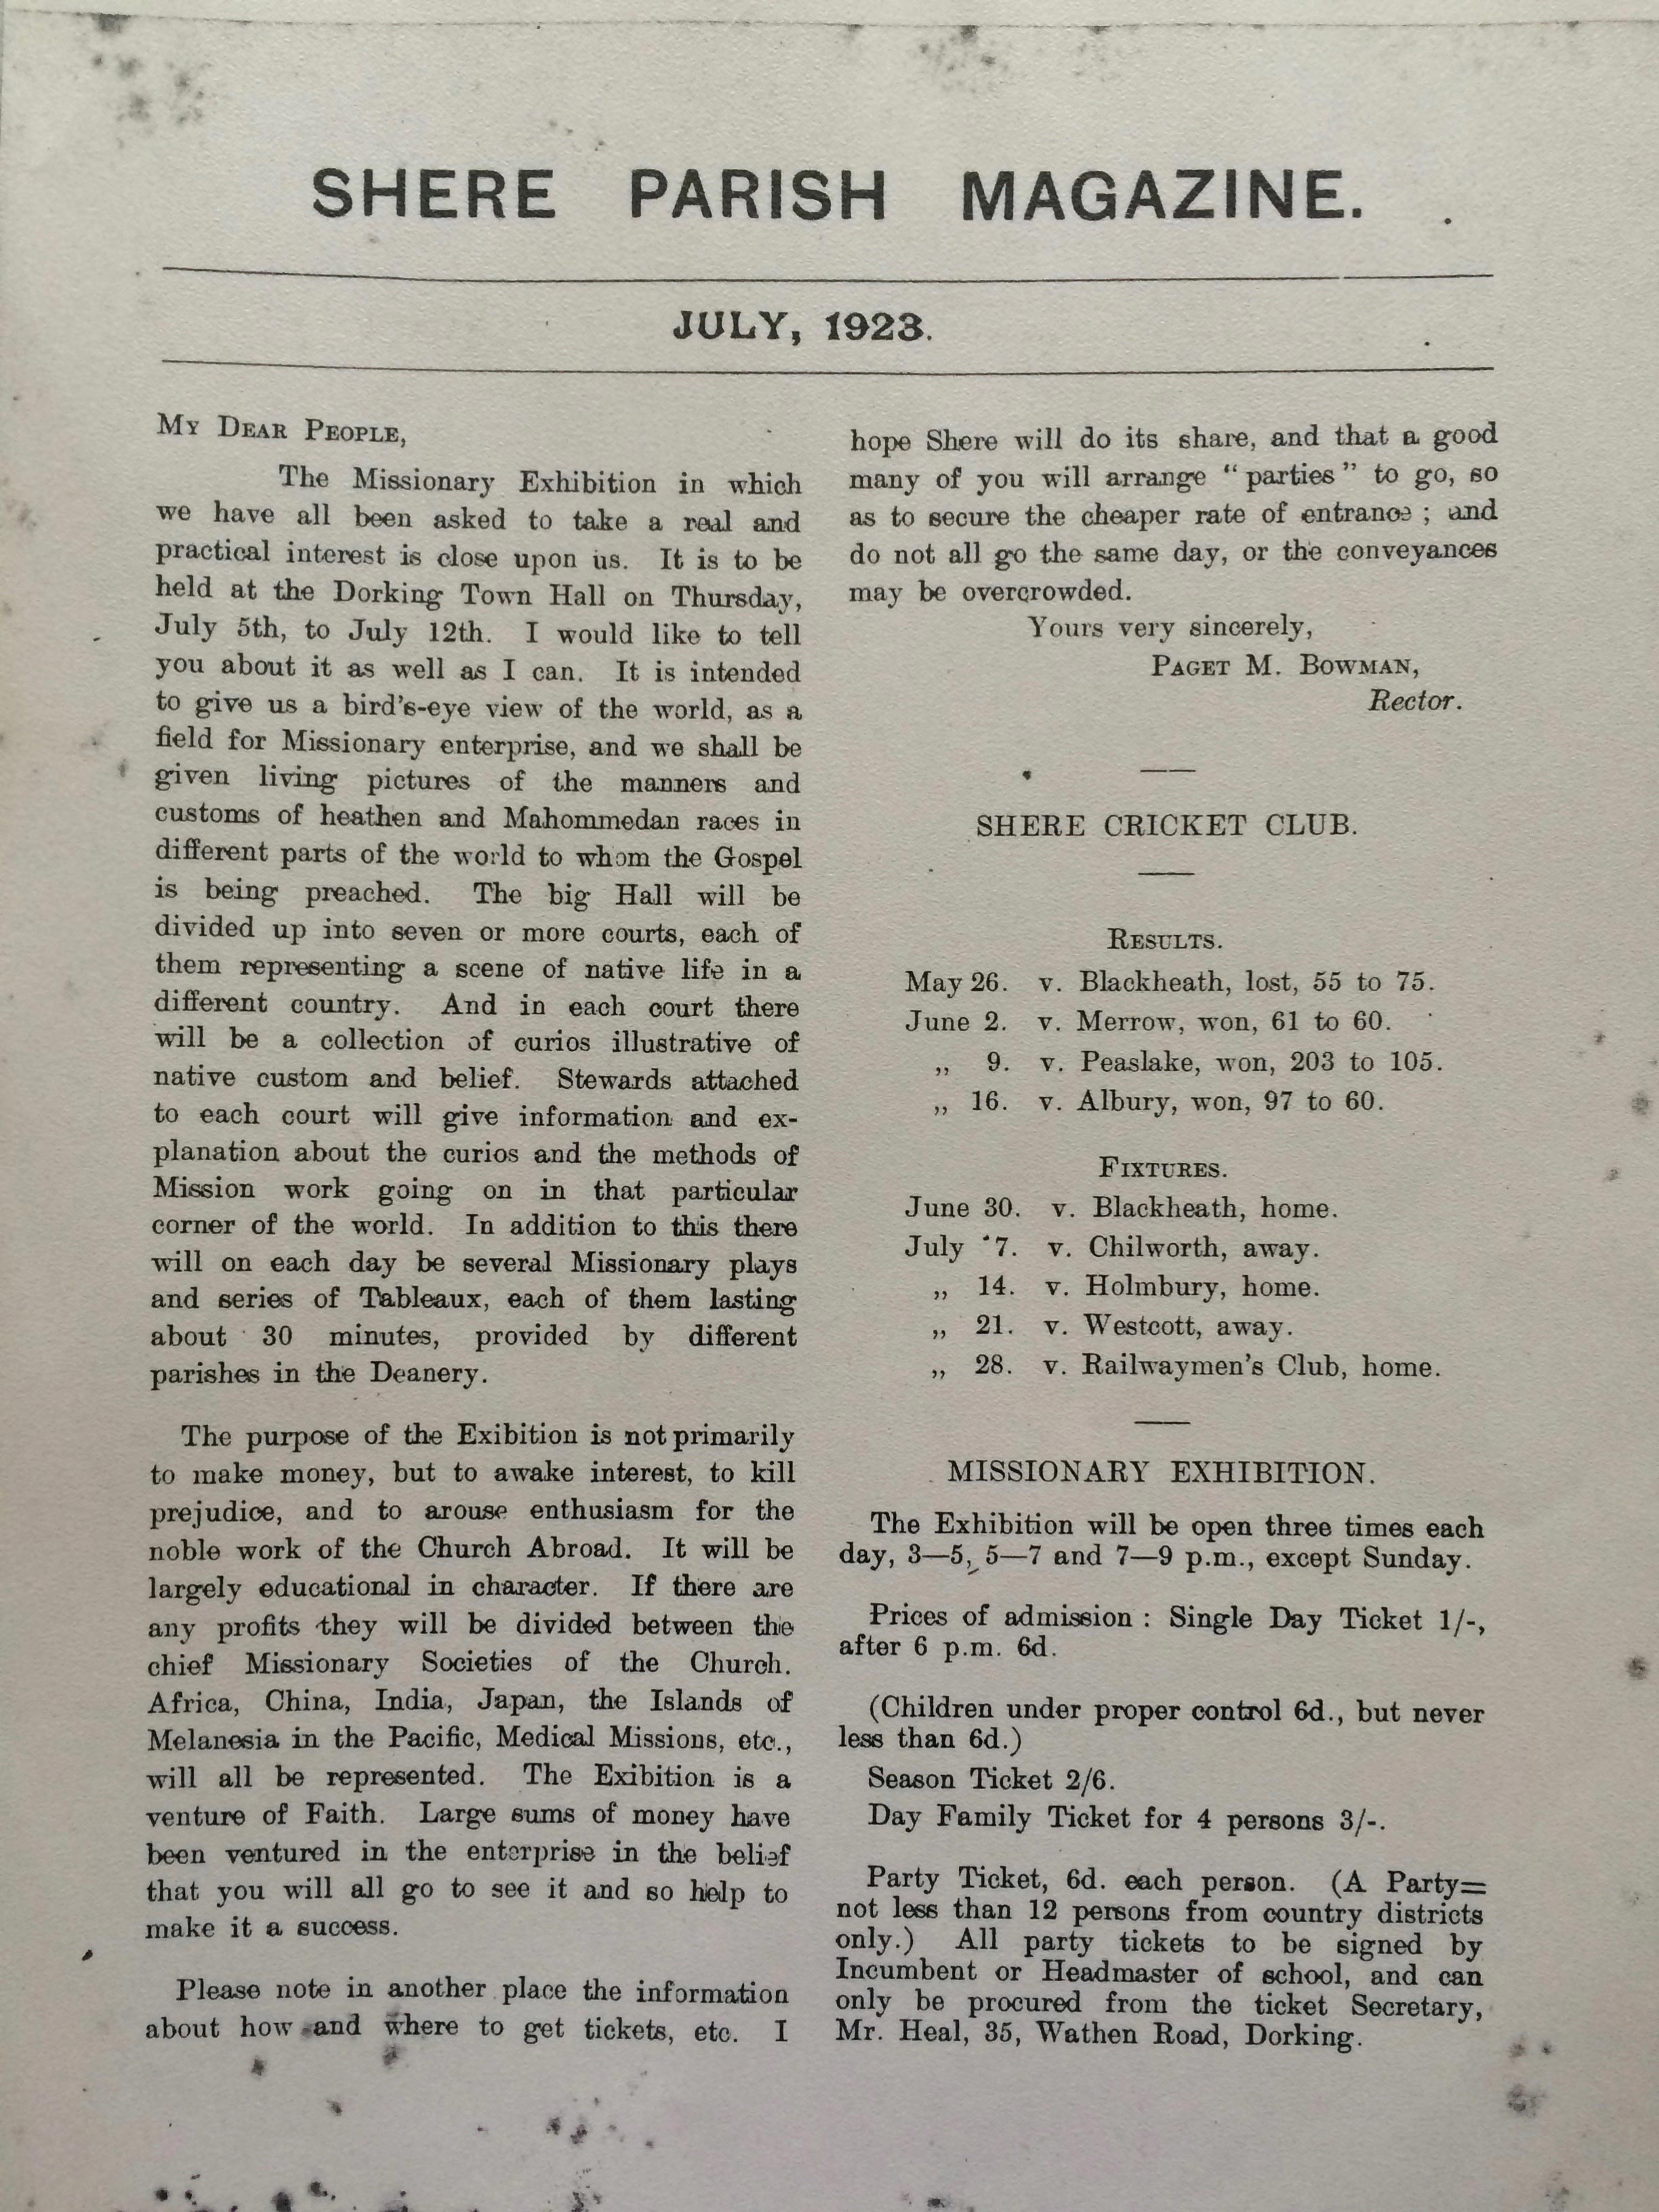 SHERE PARISH MAGAZINE.
JULY, 1923.
MY DEAR PEOPLE,
The Missionary Exhibition in which
we have all been asked to take a real and
practical interest is close upon us. It is to be
held at the Dorking Town Hall on Thursday,
July 5th, to July 12th. I would like to tell
you about it as well as I can. It is intended
to give us a bird's-eye view of the world, as a
field for Missionary enterprise, and we shall be
given living pictures of the manners and
customs of heathen and Mahommedan races in
different parts of the world to whom the Gospel
is being preached. The big Hall will be
divided up into seven or more courts, each of
them representing a scene of native life in a
different country. And in each court there
will be a collection of curios illustrative of
native custom and belief. Stewards attached
to each court will give information and ex-
planation about the curios and the methods of
Mission work going on in that particular
corner of the world. In addition to this there
will on each day be several Missionary plays
and series of Tableaux, each of them lasting
about 30 minutes, provided by different
parishes in the Deanery.
The purpose of the Exibition is not primarily
to make money, but to awake interest, to kill
prejudice, and to arouse enthusiasm for the
noble work of the Church Abroad. It will be
largely educational in character. If there are
any profits they will be divided between the
chief Missionary Societies of the Church.
Africa, China, India, Japan, the Islands of
Melanesia in the Pacific, Medical Missions, etc.,
will all be represented. The Exibition is a
venture of Faith. Large sums of money have
been ventured in the enterprise in the belief
that you will all go to see it and so help to
make it a success.
Please note in another place the information
about how and where to get tickets, etc. I
hope Shere will do its share, and that a good
many of you will arrange "parties" to go, so
as to secure the cheaper rate of entrance ; and
do not all go the same day, or the conveyances
may be overcrowded.
Yours very sincerely,
PAGET M. BOWMAN,
Rector.
SHERE CRICKET CLUB.
RESULTS.
May 26. v. Blackheath, lost, 55 to 75.
June 2. v. Merrow, won, 61 to 60.
„ 9. v. Peaslake, won, 203 to 105.
„ 16. v. Albury, won, 97 to 60.
FIXTURES.
June 30. v. Blackheath, home.
July 7. v. Chilworth, away.
„ 14. v. Holmbury, home.
„ 21. v. Westcott, away.
„ 28. v. Railwaymen's Club, home.
MISSIONARY EXHIBITION.
The Exhibition will be open three times each
day, 3—5, 5—7 and 7—9 p.m., except Sunday.
Prices of admission : Single Day Ticket 1/-,
after 6 p.m. 6d.
(Children under proper control 6d., but never
less than 6d.)
Season Ticket 2/6.
Day Family Ticket for 4 persons 3/-.
Party Ticket, 6d. each person. (A Party=
not less than 12 persons from country districts
only.) All party tickets to be signed by
Incumbent or Headmaster of school, and can
only be procured from the ticket Secretary,
Mr. Heal, 35, Wathen Road, Dorking.